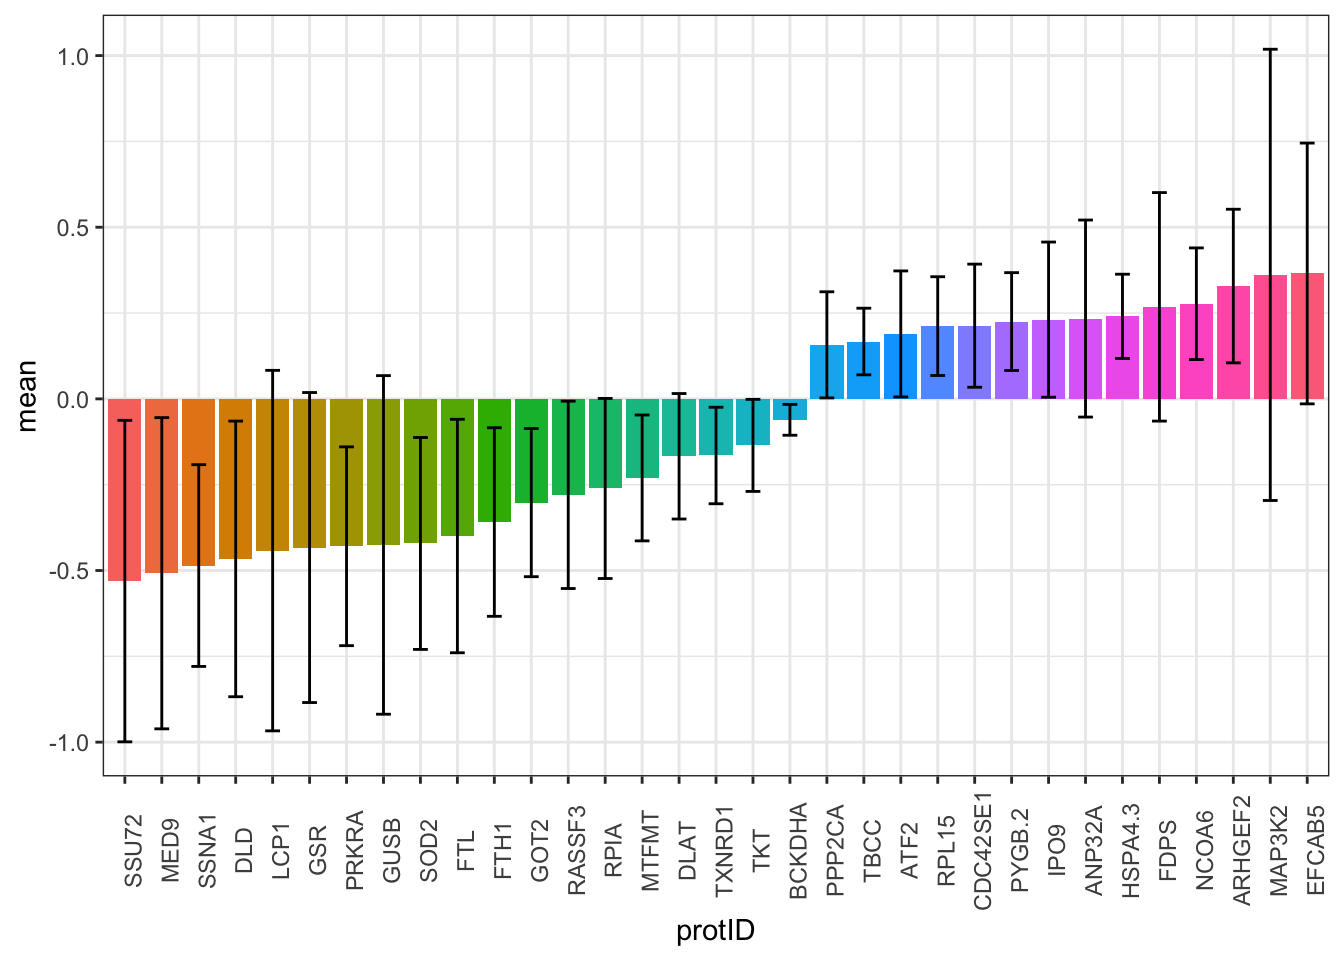 1.0
0.5
0.0
-0.5
-1.0
mean
SSU72
MED9
SSNA1
DLD
LCP1
GSR
PRKRA
GUSB
SOD2
FTL
FTH1
GOT2
RASSF3
RPIA
MTFMT
DLAT
TXNRD1
TKT
BCKDHA
PPP2CA
TBCC
ATF2
RPL15
CDC42SE1
PYGB.2
IPO9
ANP32A
HSPA4.3
FDPS
NCOA6
ARHGEF2
MAP3K2
EFCAB5
protID